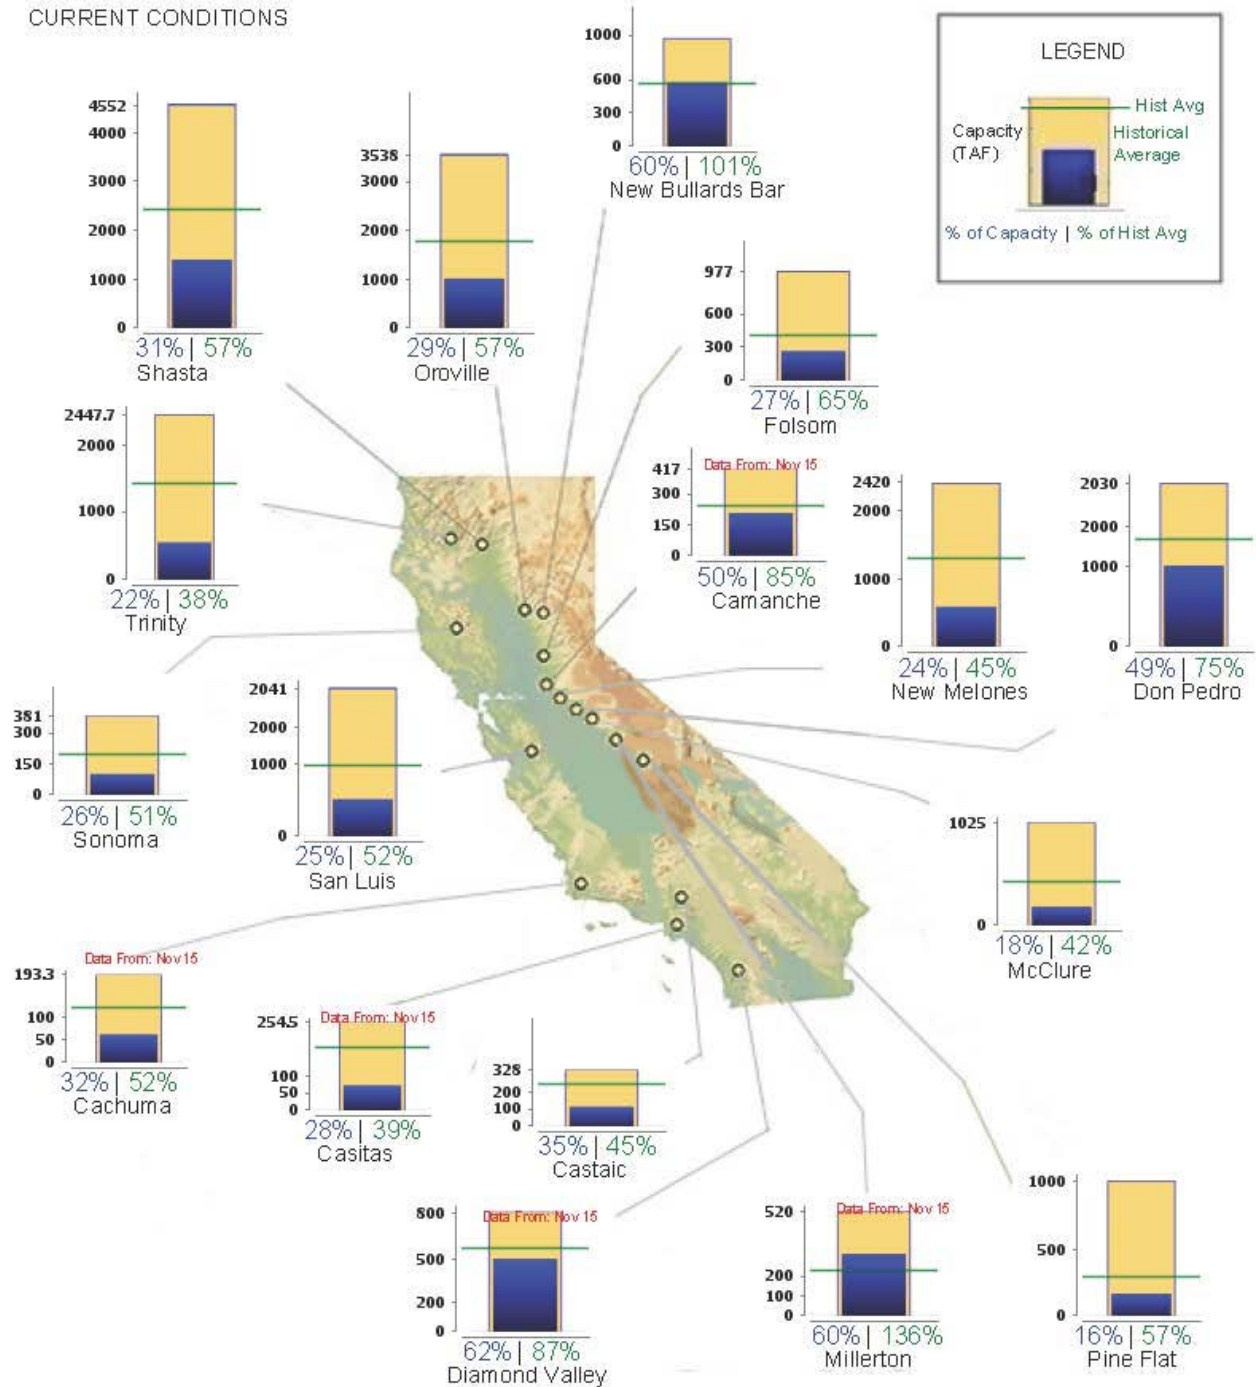 CURRENT CONDITIONS
LEGEND
Capacity
(TAF)
Hist Avg
Historical
Average
% of Capacity | % of Hist Avg
1000
600
300
0
60% | 101%
New Bullards Bar
4552
4000
3000
2000
1000
0
31% | 57%
Shasta
3538
3000
2000
1000
0
29% | 57%
Oroville
977
600
300
0
27% | 65%
Folsom
2447.7
2000
1000
0
22% | 38%
Trinity
Data From: Nov 15
417
300
150
0
50% | 85%
Camanche
2420
2000
1000
0
24% | 45%
New Melones
2030
2000
1000
0
49% | 75%
Don Pedro
381
300
150
0
26% | 51%
Sonoma
2041
2000
1000
0
25% | 52%
San Luis
1025
0
18% | 42%
McClure
Data From: Nov 15
193.3
100
50
0
32% | 52%
Cachuma
Data From: Nov 15
254.5
100
50
0
28% | 39%
Casitas
328
200
100
0
35% | 45%
Castaic
Data From: Nov 15
800
500
200
0
62% | 87%
Diamond Valley
Data From: Nov 15
520
200
100
0
60% | 136%
Millerton
1000
500
0
16% | 57%
Pine Flat